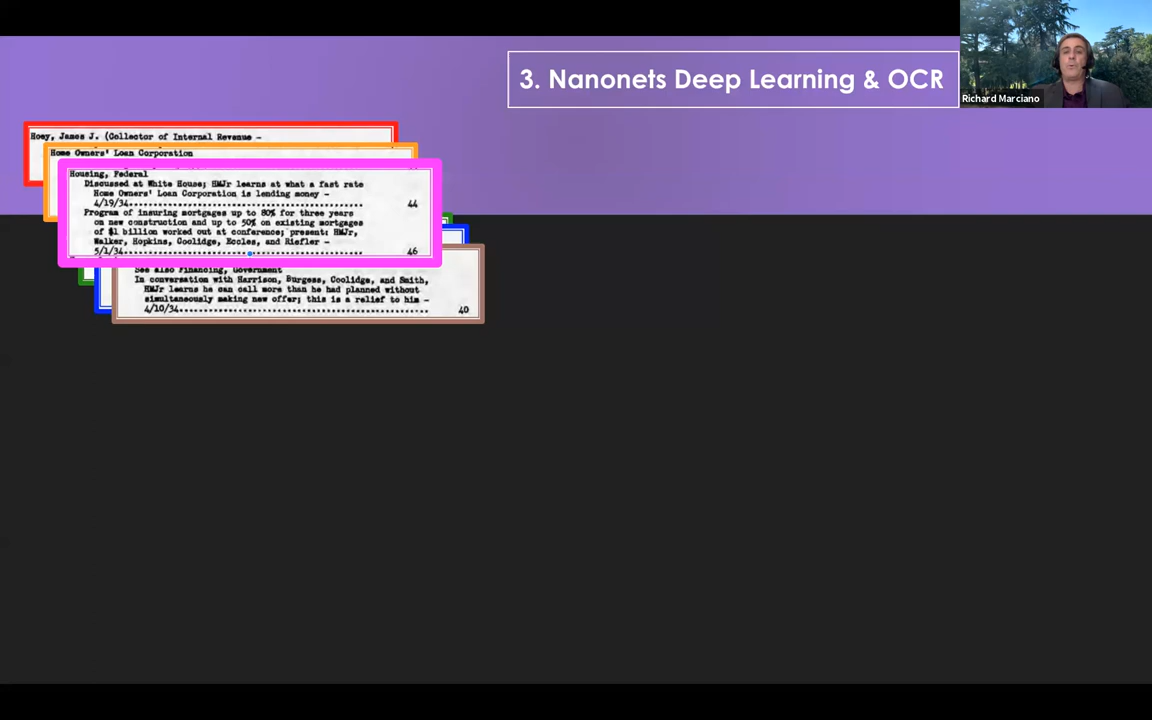 3. Nanonets Deep Learning & OCR
Richard Marciano
Hoey, James J. (Collector of Internal Revenue -
Home Owners' Loan Corporation
Housing, Federal
Discussed at White House; HMJr learns at what a fast rate
Home Owners' Loan Corporation is lending money -
4/19/34.................................................. 44
Program of insuring mortgages up to 80% for three years
on new construction and up to 50% on existing mortgages
of $1 billion worked out at conference; present: HMJr,
Walker, Hopkins, Coolidge, Eccles, and Riefler -
5/1/34................................................... 46
See also Financing, Government
In conversation with Harrison, Burgess, Coolidge, and Smith,
HMJr learns he can call more than he had planned without
simultaneously making new offer; this is a relief to him -
4/10/34.................................................. 40